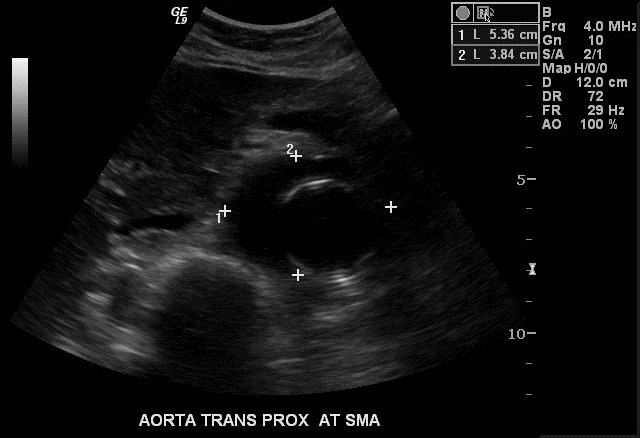 GE
L9
1 L 5.36 cm
2 L 3.84 cm
B
Frq 4.0 MHz
Gn 10
S/A 2/1
Map H/0/0
D 12.0 cm
DR 72
FR 29 Hz
AO 100 %
2
1
5
10
AORTA TRANS PROX AT SMA